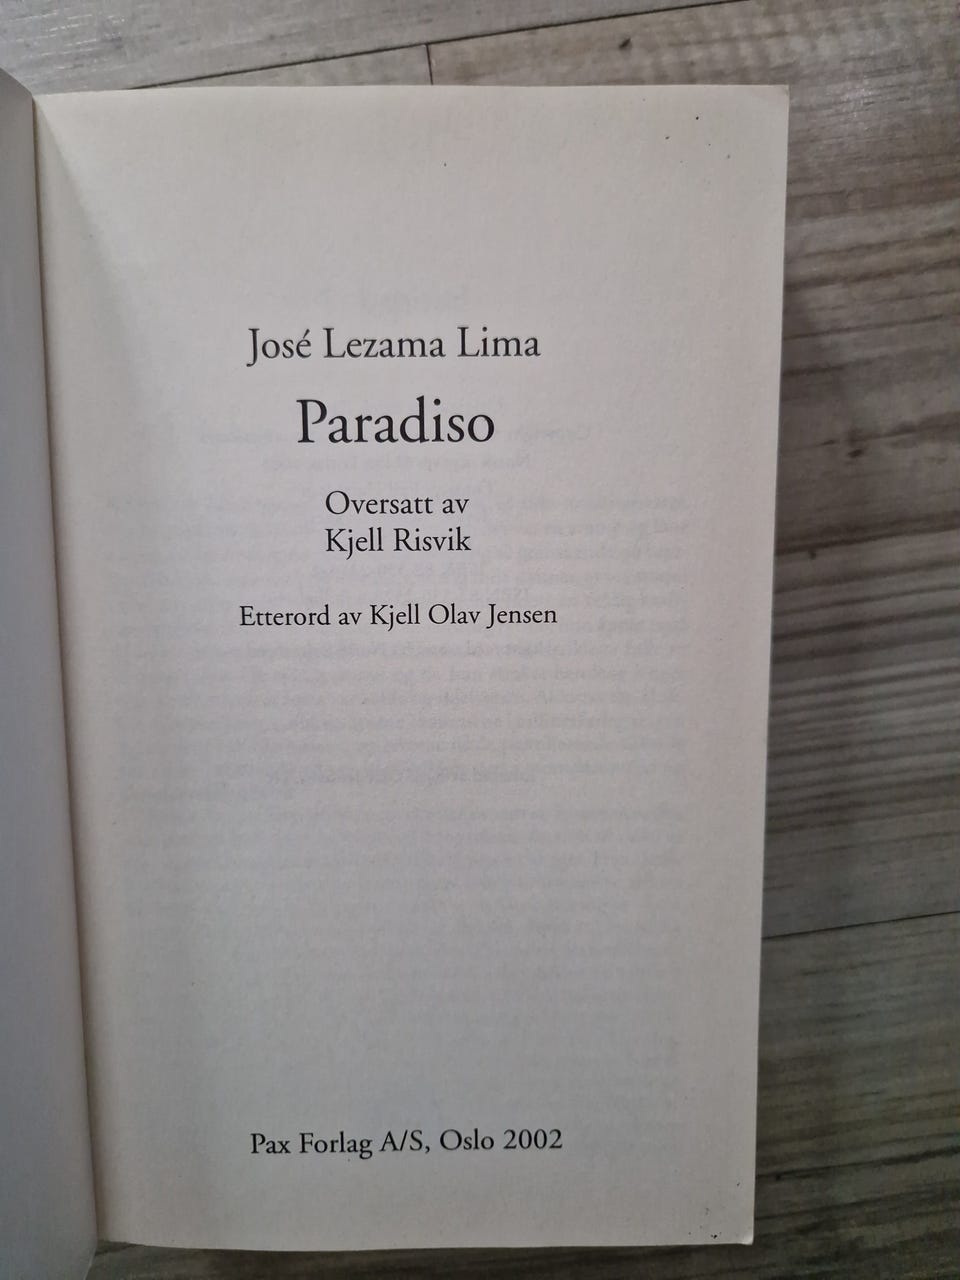 José Lezama Lima
Paradiso
Oversatt av
Kjell Risvik
Etterord av Kjell Olav Jensen
Pax Forlag A/S, Oslo 2002